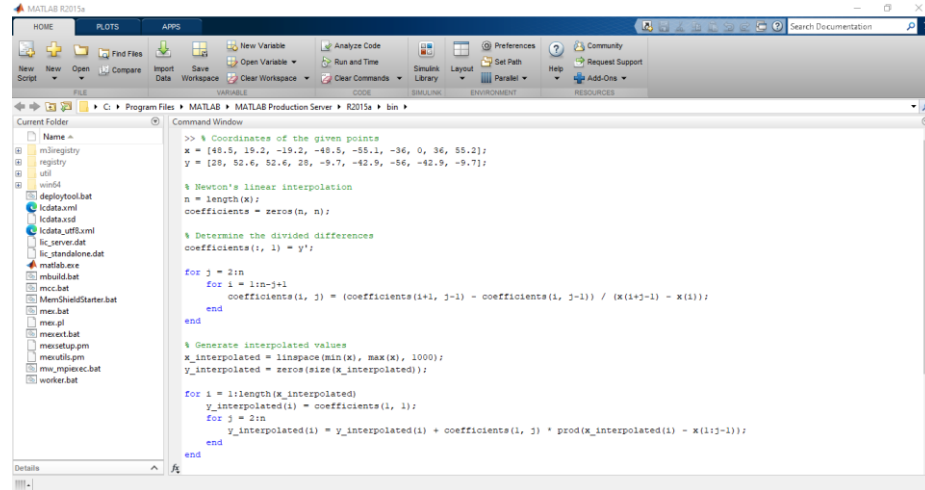 MATLAB R2015a
HOME PLOTS APPS
Search Documentation
New Script
New
Open
Find Files
Compare
Import Data
Save Workspace
New Variable
Open Variable
Clear Workspace
Analyze Code
Run and Time
Clear Commands
Simulink Library
Layout
Preferences
Set Path
Parallel
Help
Community
Request Support
Add-Ons
FILE VARIABLE CODE SIMULINK ENVIRONMENT RESOURCES
C: Program Files MATLAB MATLAB Production Server R2015a bin
Current Folder
Name
m3iregistry
registry
util
win64
deploytool.bat
lcdata.xml
lcdata.xsd
lcdata_utf8.xml
lic_server.dat
lic_standalone.dat
matlab.exe
mbuild.bat
mcc.bat
MemShieldStarter.bat
mex.bat
mex.pl
mexext.bat
mexsetup.pm
mexutils.pm
mw_mpiexec.bat
worker.bat
Details
Command Window
>> % Coordinates of the given points
x = [48.5, 19.2, -19.2, -48.5, -55.1, -36, 0, 36, 55.2];
y = [28, 52.6, 52.6, 28, -9.7, -42.9, -56, -42.9, -9.7];
% Newton's linear interpolation
n = length(x);
coefficients = zeros(n, n);
% Determine the divided differences
coefficients(:, 1) = y';
for j = 2:n
for i = 1:n-j+1
coefficients(i, j) = (coefficients(i+1, j-1) - coefficients(i, j-1)) / (x(i+j-1) - x(i));
end
end
% Generate interpolated values
x_interpolated = linspace(min(x), max(x), 1000);
y_interpolated = zeros(size(x_interpolated));
for i = 1:length(x_interpolated)
y_interpolated(i) = coefficients(1, 1);
for j = 2:n
y_interpolated(i) = y_interpolated(i) + coefficients(1, j) * prod(x_interpolated(i) - x(1:j-1));
end
end
fx